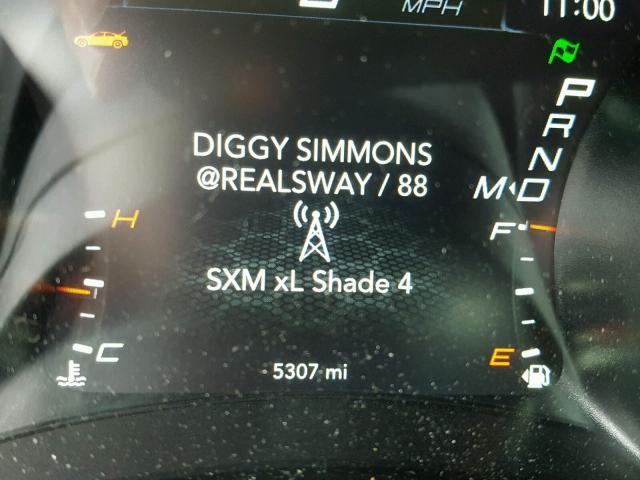 MPH
11:00
P
R
N
M D
DIGGY SIMMONS
@REALSWAY / 88
SXM xL Shade 4
H
C
F
E
5307 mi